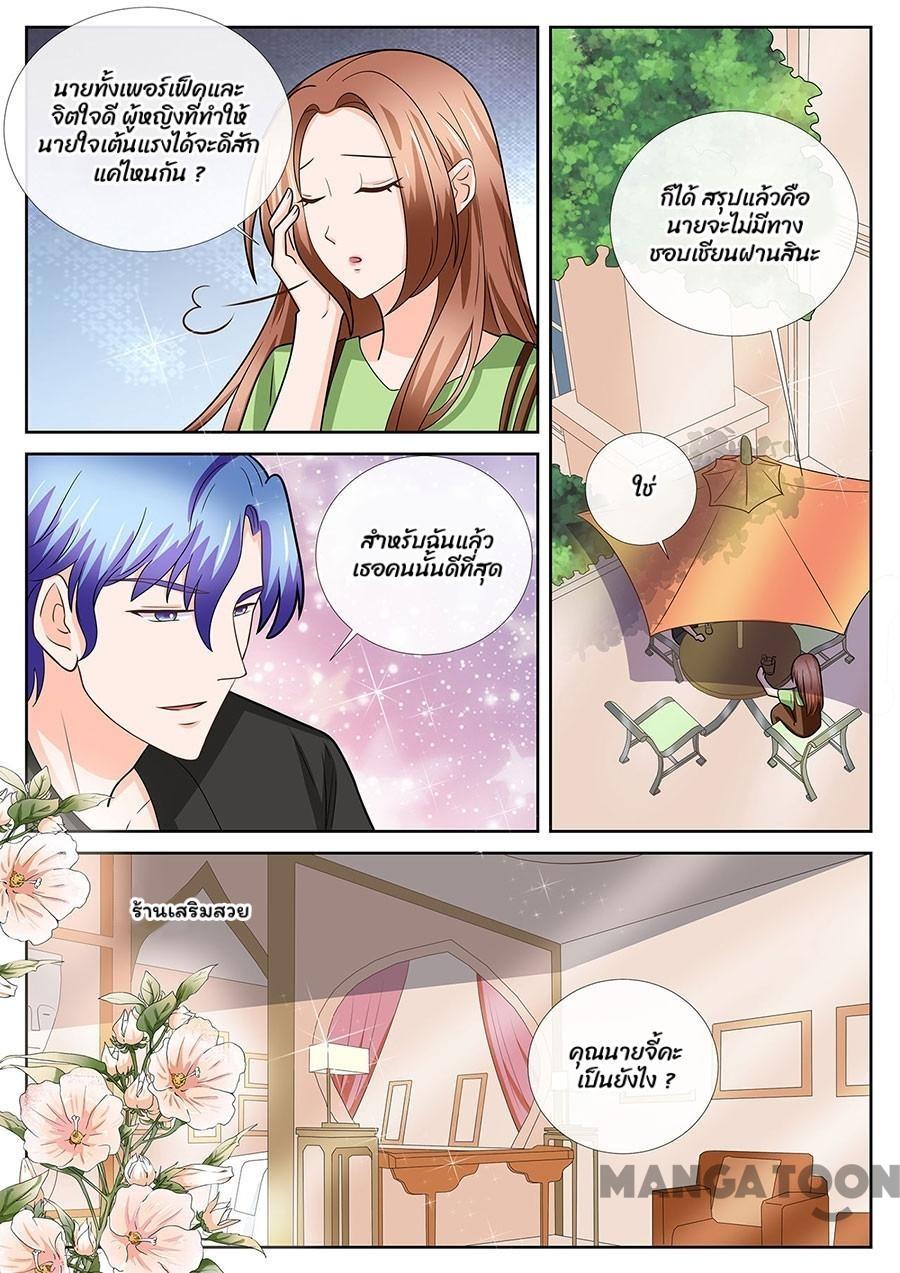 นายทั้งเพอร์เฟ็คและ
จิตใจดี ผู้หญิงที่ทำให้
นายใจเต้นแรงได้จะดีสัก
แค่ไหนกัน ?
สำหรับฉันแล้ว
เธอคนนั้นดีที่สุด
ก็ได้ สรุปแล้วคือ
นายจะไม่มีทาง
ชอบเชียนฝานสินะ
ใช่
ร้านเสริมสวย
คุณนายจี้คะ
เป็นยังไง ?
MANGATOON